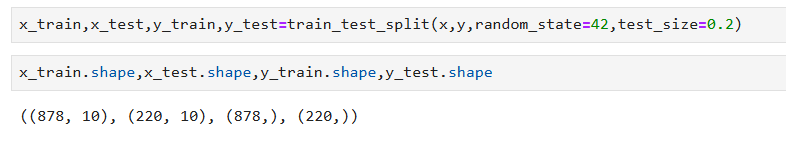 x_train,x_test,y_train,y_test=train_test_split(x,y,random_state=42,test_size=0.2)
x_train.shape,x_test.shape,y_train.shape,y_test.shape
((878, 10), (220, 10), (878,), (220,))